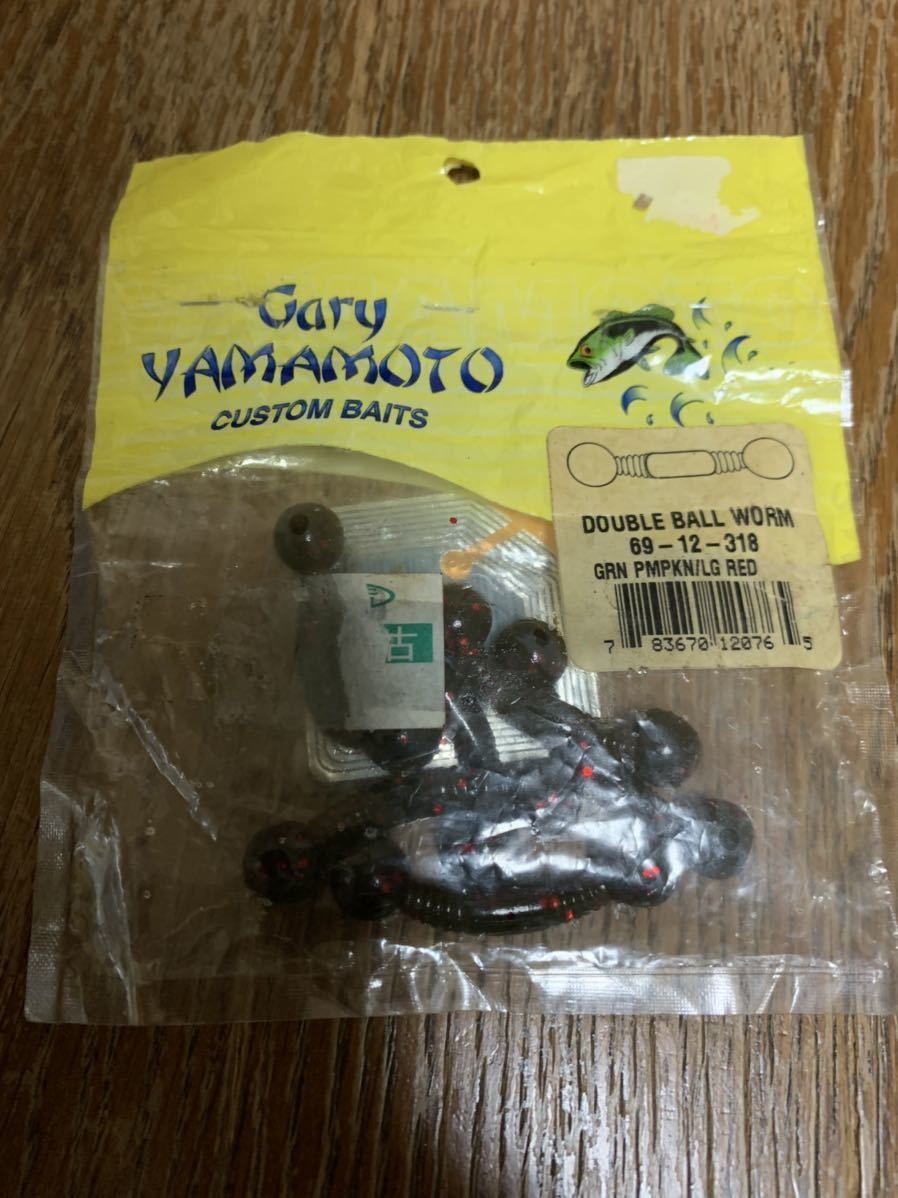 Gary
YAMAMOTO
CUSTOM BAITS
DOUBLE BALL WORM
69-12-318
GRN PMPKN/LG RED
7 83670 12076 5
古